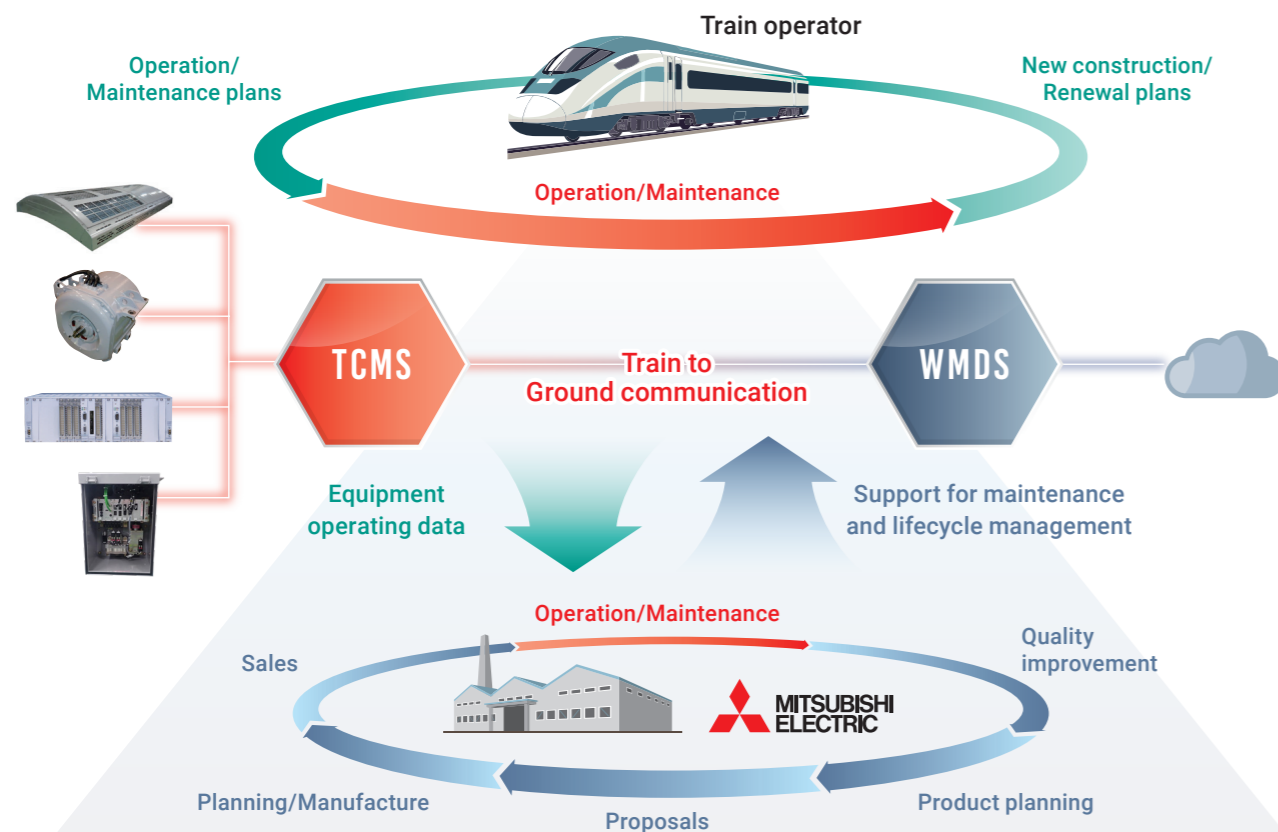 Train operator
Operation/
Maintenance plans
New construction/
Renewal plans
Operation/Maintenance
TCMS
Train to
Ground communication
WMDS
Equipment
operating data
Support for maintenance
and lifecycle management
Operation/Maintenance
Sales
Quality
improvement
MITSUBISHI
ELECTRIC
Planning/Manufacture
Proposals
Product planning